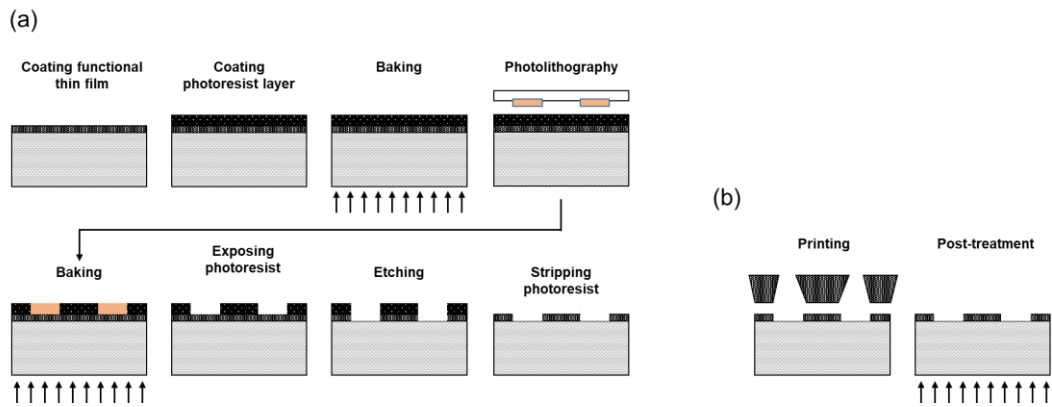 (a)
Coating functional
thin film
Coating
photoresist layer
Baking
Photolithography
Baking
Exposing
photoresist
Etching
Stripping
photoresist
(b)
Printing
Post-treatment